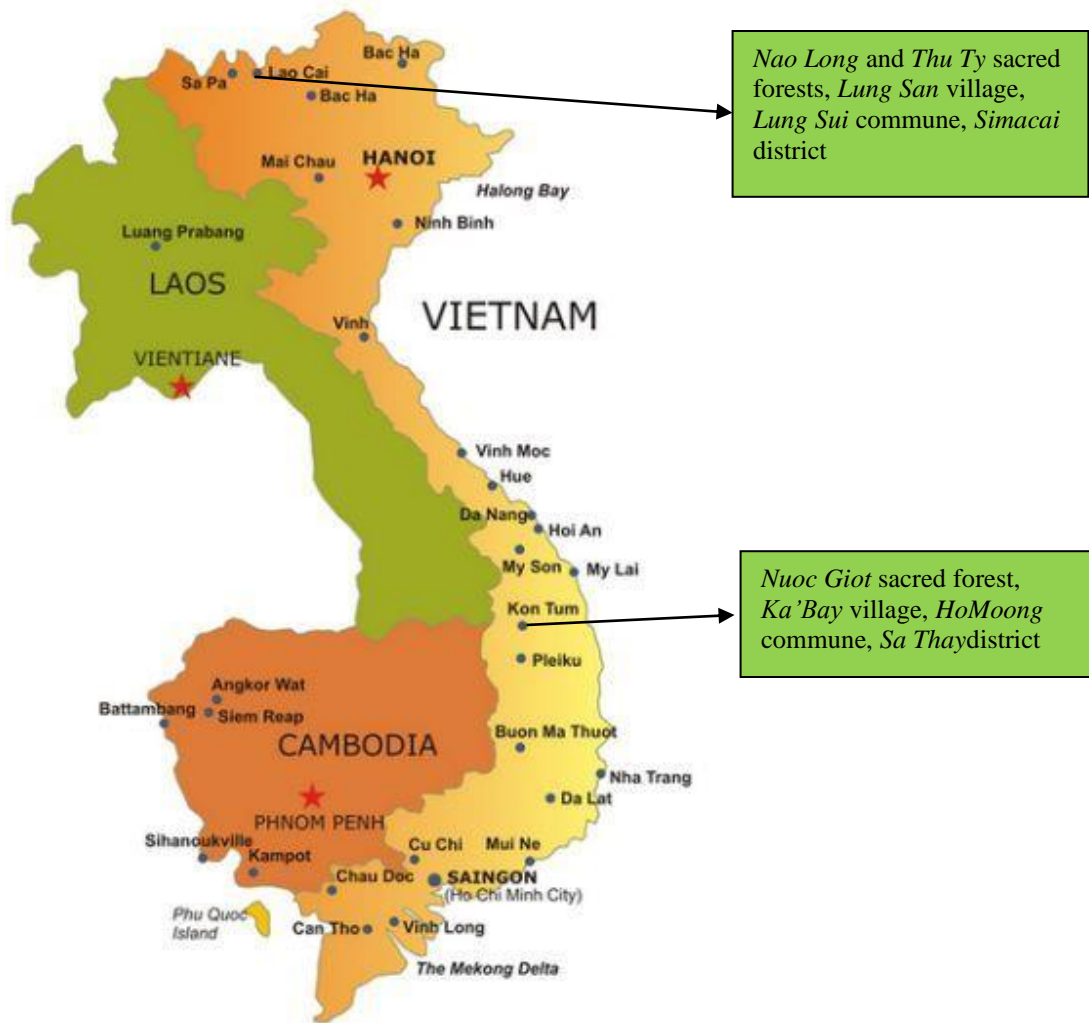 Bac Ha
Lao Cai
Sa Pa
Bac Ha
Nao Long and Thu Ty sacred
forests, Lung San village,
Lung Sui commune, Simacai
district
Mai Chau
HANOI
Halong Bay
Ninh Binh
Luang Prabang
LAOS
VIETNAM
Vinh
VIENTIANE
Vinh Moc
Hue
Da Nang
Hoi An
My Son
My Lai
Kon Tum
Nuoc Giot sacred forest,
Ka’Bay village, HoMoong
commune, Sa Thaydistrict
Pleiku
Angkor Wat
Battambang
Siem Reap
CAMBODIA
Buon Ma Thuot
Nha Trang
Da Lat
PHNOM PENH
Sihanoukville
Kampot
Cu Chi
Mui Ne
Chau Doc
SAINGON
(Ho Chi Minh City)
Phu Quoc
Island
Can Tho
Vinh Long
The Mekong Delta